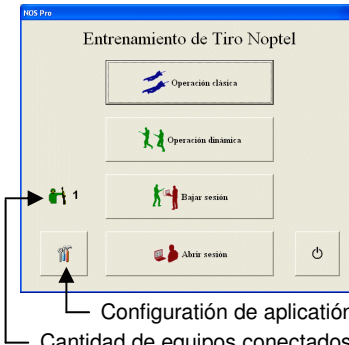 NOS Pro
Entrenamiento de Tiro Noptel
Operación clásica
Operación dinámica
1
Bajar sesión
Abrir sesión
Configuratión de aplicatión
Cantidad de equipos conectados